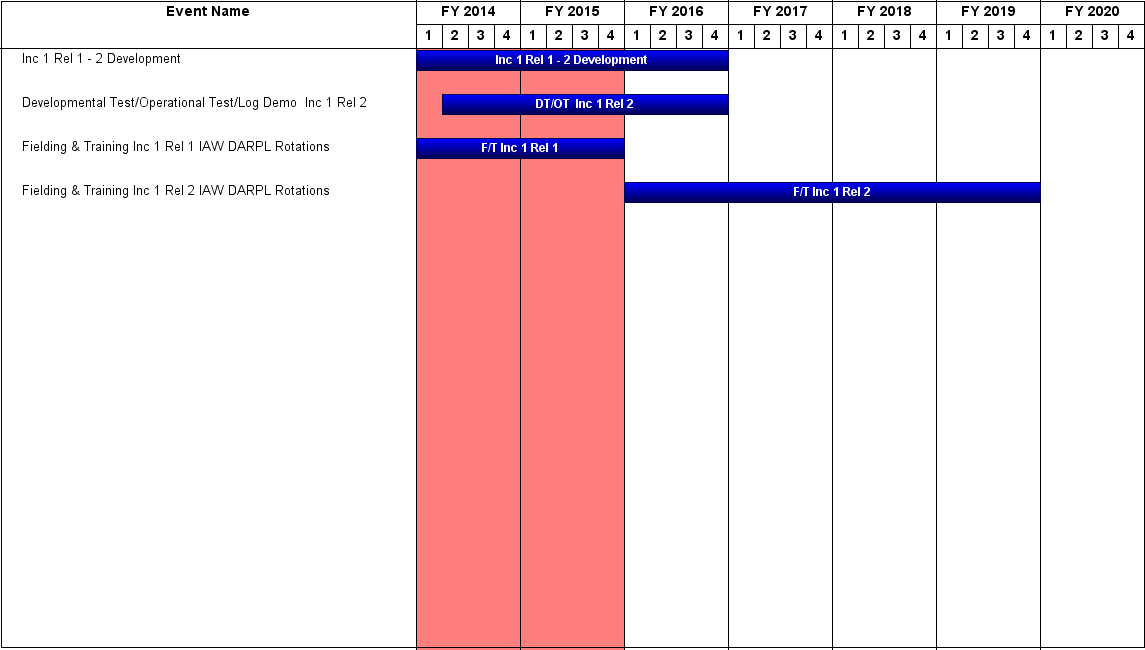 Event Name FY 2014 FY 2015 FY 2016 FY 2017 FY 2018 FY 2019 FY 2020
1 2 3 4 1 2 3 4 1 2 3 4 1 2 3 4 1 2 3 4 1 2 3 4 1 2 3 4
Inc 1 Rel 1 - 2 Development Inc 1 Rel 1 - 2 Development
Developmental Test/Operational Test/Log Demo  Inc 1 Rel 2 DT/OT  Inc 1 Rel 2
Fielding & Training Inc 1 Rel 1 IAW DARPL Rotations F/T Inc 1 Rel 1
Fielding & Training Inc 1 Rel 2 IAW DARPL Rotations F/T Inc 1 Rel 2